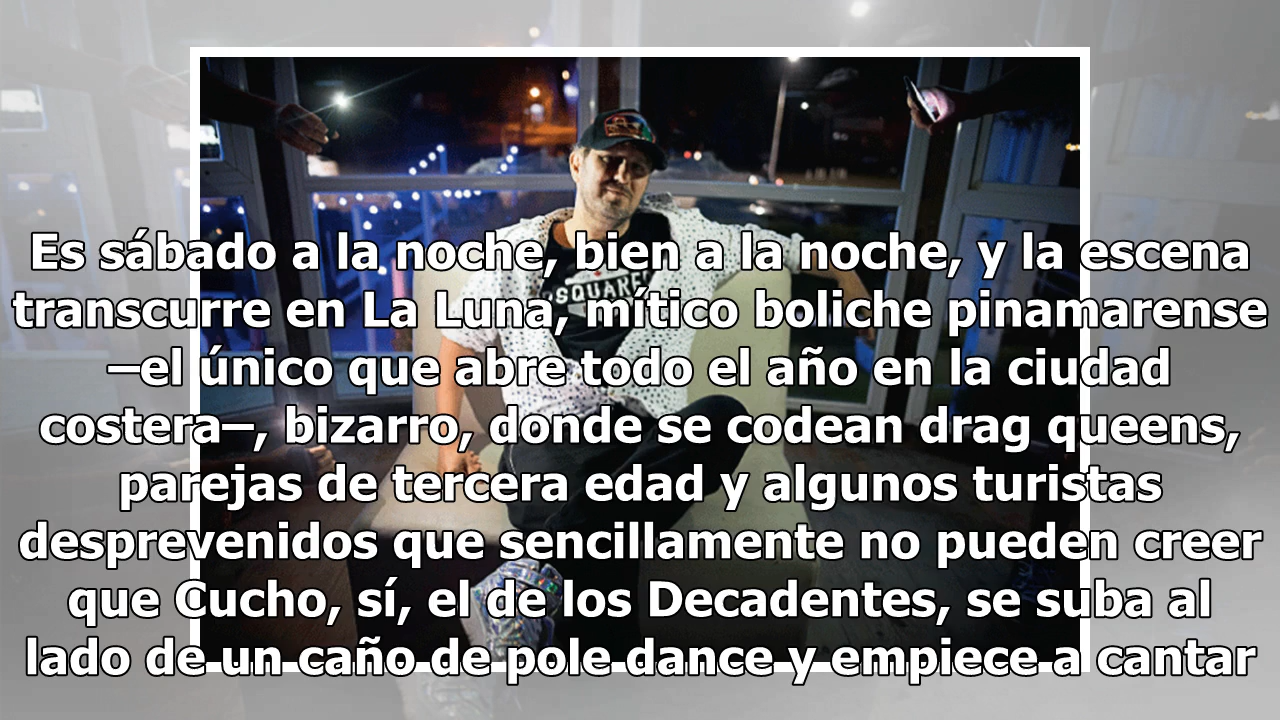 Es sábado a la noche, bien a la noche, y la escena
transcurre en La Luna, mítico boliche pinamarense
—el único que abre todo el año en la ciudad
costera—, bizarro, donde se codean drag queens,
parejas de tercera edad y algunos turistas
desprevenidos que sencillamente no pueden creer
que Cucho, sí, el de los Decadentes, se suba al
lado de un caño de pole dance y empiece a cantar
SQUARE